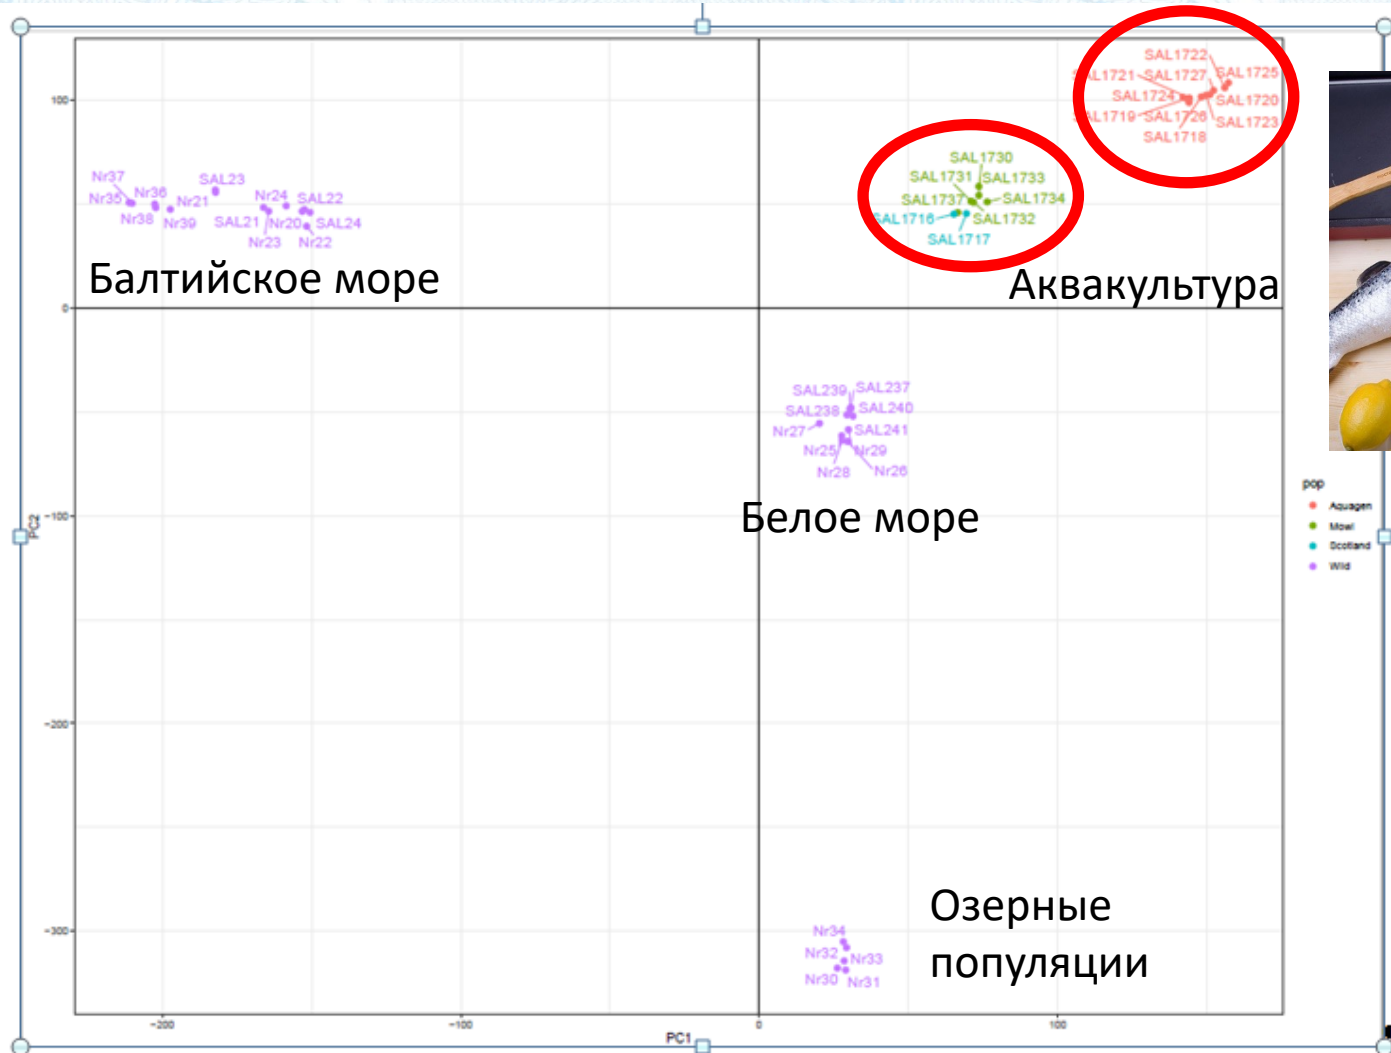 SAL1722
SAL1721 SAL1727 SAL1725
SAL1724 SAL1720
SAL1719 SAL1726 SAL1723
SAL1718
100
SAL1730
SAL1731 SAL1733
SAL1737 SAL1734
SAL1716 SAL1732
SAL1717
Nr37 SAL23
Nr35 Nr36 Nr21 Nr24 SAL22
Nr38 Nr39 SAL21 Nr20 SAL24
Nr23 Nr22
Балтийское море
Аквакультура
0
SAL239 SAL237
SAL238 SAL240
Nr27 SAL241
Nr25 Nr29
Nr28 Nr26
Белое море
pop
Aquagen
Mowi
Scotland
Wild
PC2
-100
-200
-300
Озерные
популяции
Nr34
Nr32 Nr33
Nr30 Nr31
-200 -100 0 100
PC1